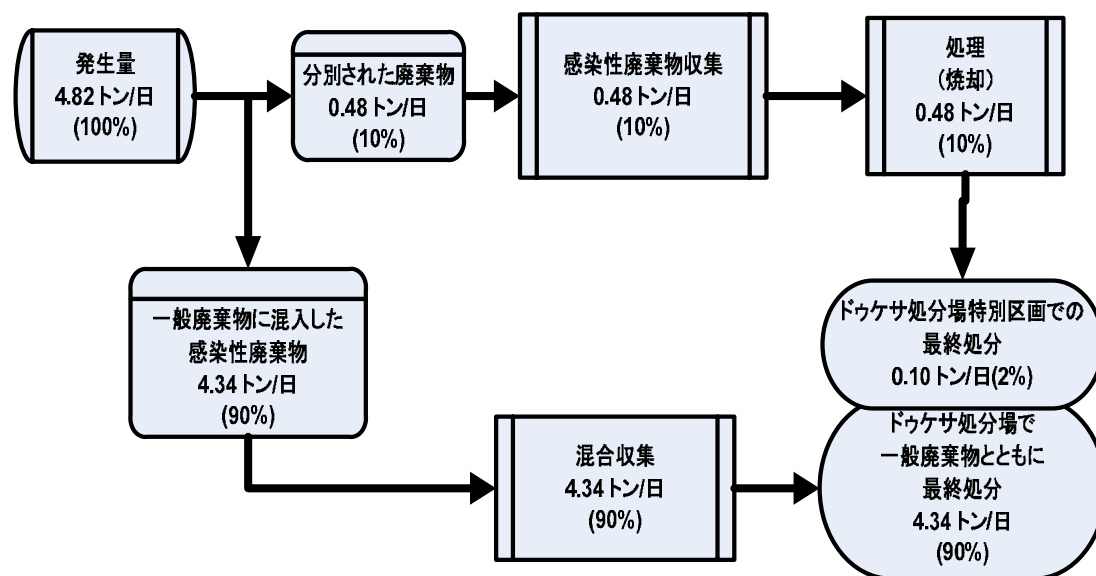 発生量
4.82トン/日
(100%)
分別された廃棄物
0.48トン/日
(10%)
感染性廃棄物収集
0.48トン/日
(10%)
処理
(焼却)
0.48トン/日
(10%)
一般廃棄物に混入した
感染性廃棄物
4.34トン/日
(90%)
混合収集
4.34トン/日
(90%)
ドゥケサ処分場特別区画での
最終処分
0.10トン/日(2%)
ドゥケサ処分場で
一般廃棄物とともに
最終処分
4.34トン/日
(90%)